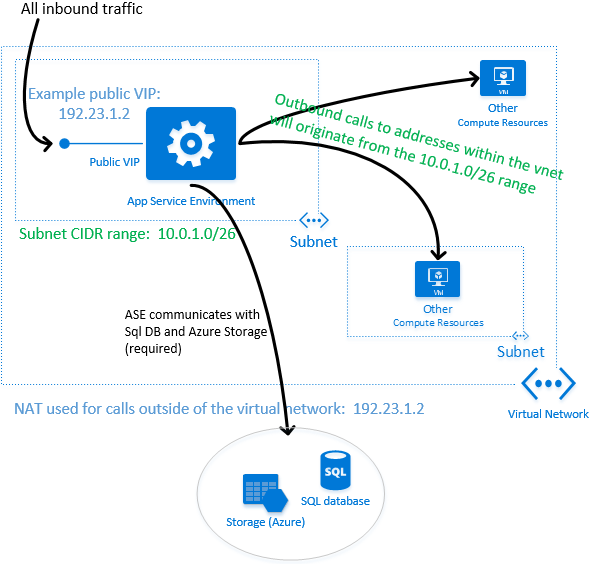 All inbound traffic
Example public VIP:
192.23.1.2
Public VIP
App Service Environment
Subnet CIDR range: 10.0.1.0/26
Subnet
VM
Other
Compute Resources
Outbound calls to addresses within the vnet
will originate from the 10.0.1.0/26 range
VM
Other
Compute Resources
Subnet
ASE communicates with
Sql DB and Azure Storage
(required)
Virtual Network
NAT used for calls outside of the virtual network: 192.23.1.2
SQL
SQL database
Storage (Azure)